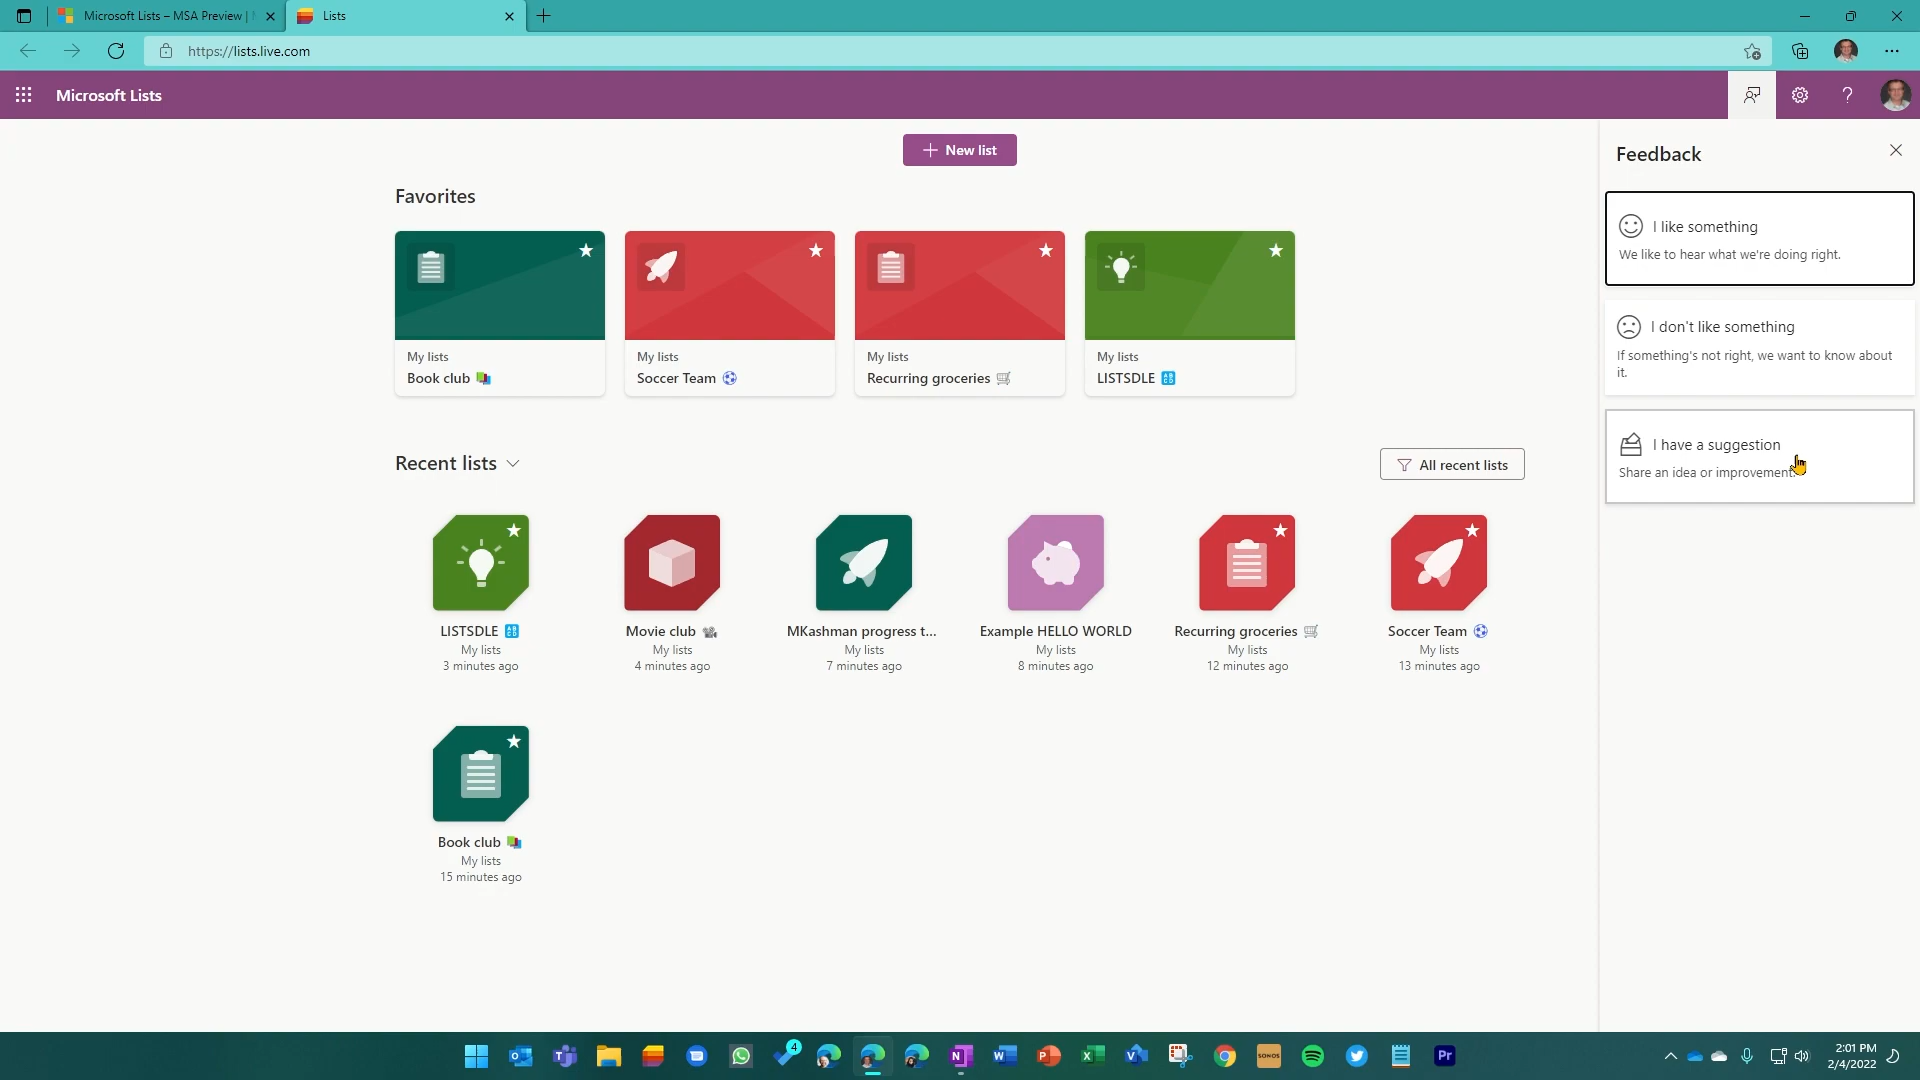 Microsoft Lists – MSA Preview |
Lists
https://lists.live.com
Microsoft Lists
New list
Feedback
I like something
We like to hear what we're doing right.
I don't like something
If something's not right, we want to know about
it.
I have a suggestion
Share an idea or improvement.
Favorites
My lists
Book club
My lists
Soccer Team
My lists
Recurring groceries
My lists
LISTSDLE
Recent lists
All recent lists
LISTSDLE
My lists
3 minutes ago
Movie club
My lists
4 minutes ago
MKashman progress t...
My lists
7 minutes ago
Example HELLO WORLD
My lists
8 minutes ago
Recurring groceries
My lists
12 minutes ago
Soccer Team
My lists
13 minutes ago
Book club
My lists
15 minutes ago
4
SONOS
Pr
2:01 PM
2/4/2022